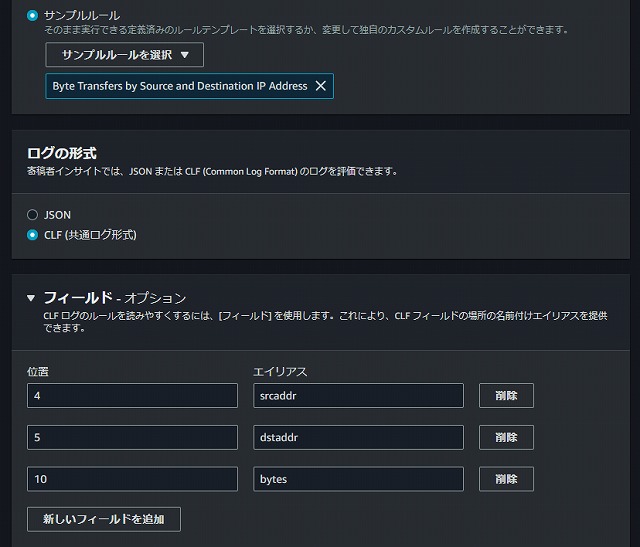 サンプルルール
そのまま実行できる定義済みのルールテンプレートを選択するか、変更して独自のカスタムルールを作成することができます。
サンプルルールを選択 ▼
Byte Transfers by Source and Destination IP Address ✕
ログの形式
寄稿者インサイトでは、JSON または CLF (Common Log Format) のログを評価できます。
JSON
CLF (共通ログ形式)
▼ フィールド - オプション
CLF ログのルールを読みやすくするには、[フィールド] を使用します。これにより、CLF フィールドの場所の名前付けエイリアスを提供
できます。
位置 エイリアス
4 srcaddr 削除
5 dstaddr 削除
10 bytes 削除
新しいフィールドを追加